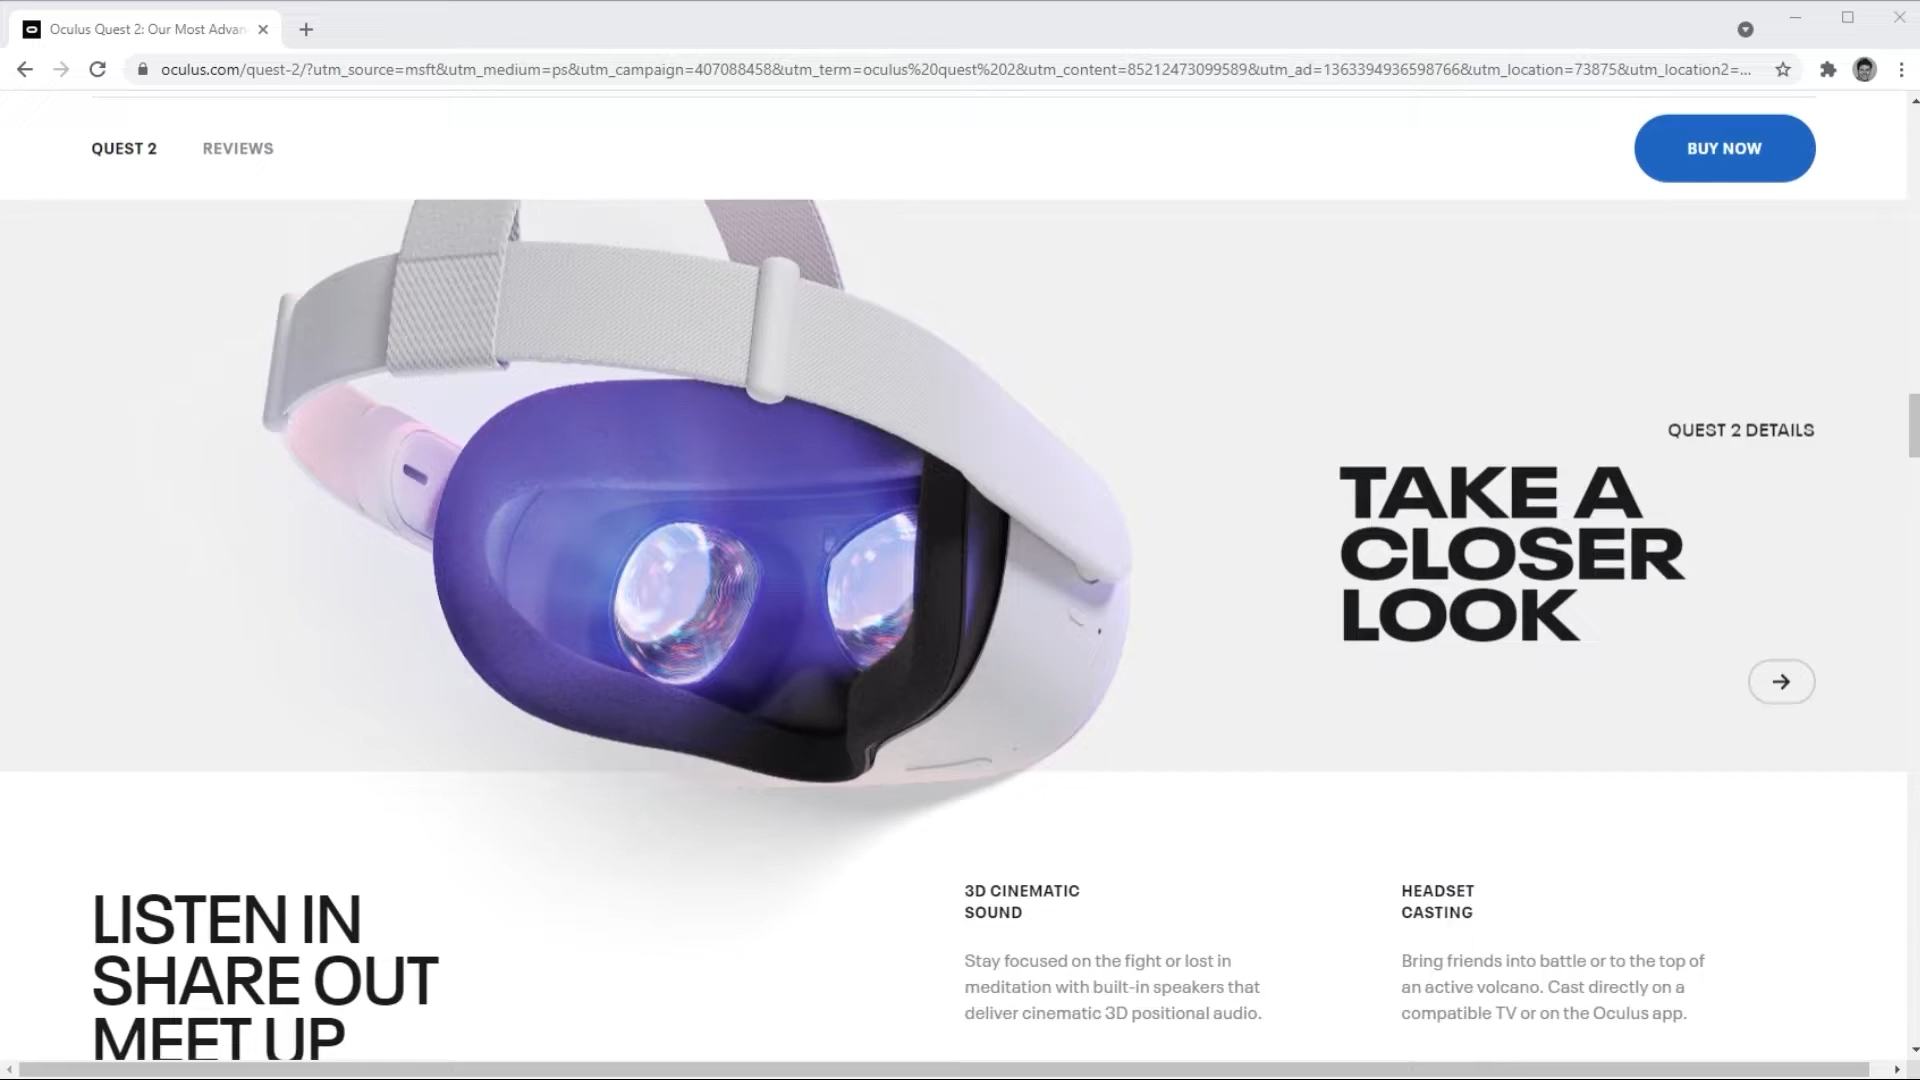 Oculus Quest 2: Our Most Advan
oculus.com/quest-2/?utm_source=msft&utm_medium=ps&utm_campaign=407088458&utm_term=oculus%20quest%202&utm_content=85212473099589&utm_ad=1363394936598766&utm_location=73875&utm_location2=...
QUEST 2
REVIEWS
BUY NOW
QUEST 2 DETAILS
TAKE A
CLOSER
LOOK
LISTEN IN
SHARE OUT
MEET UP
3D CINEMATIC
SOUND
Stay focused on the fight or lost in
meditation with built-in speakers that
deliver cinematic 3D positional audio.
HEADSET
CASTING
Bring friends into battle or to the top of
an active volcano. Cast directly on a
compatible TV or on the Oculus app.